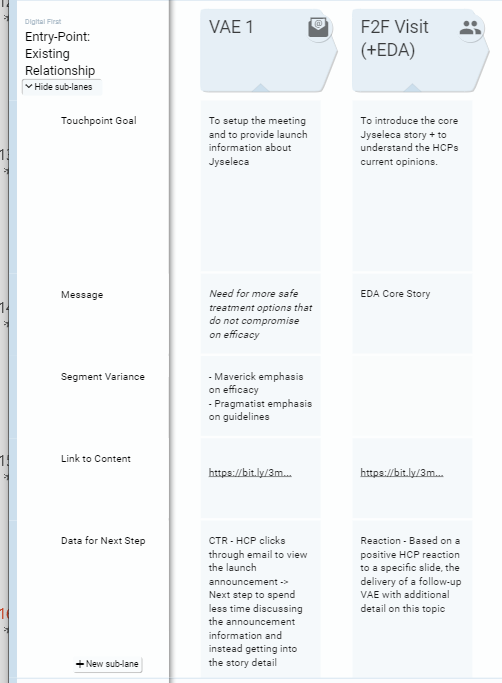 Digital First
Entry-Point:
Existing
Relationship
Hide sub-lanes
VAE 1
F2F Visit
(+EDA)
Touchpoint Goal
To setup the meeting
and to provide launch
information about
Jyseleca
To introduce the core
Jyseleca story + to
understand the HCPs
current opinions.
Message
Need for more safe
treatment options that
do not compromise
on efficacy
EDA Core Story
Segment Variance
- Maverick emphasis
on efficacy
- Pragmatist emphasis
on guidelines
Link to Content
https://bit.ly/3m...
https://bit.ly/3m...
Data for Next Step
CTR - HCP clicks
through email to view
the launch
announcement ->
Next step to spend
less time discussing
the announcement
information and
instead getting into
the story detail
Reaction - Based on a
positive HCP reaction
to a specific slide, the
delivery of a follow-up
VAE with additional
detail on this topic
+ New sub-lane